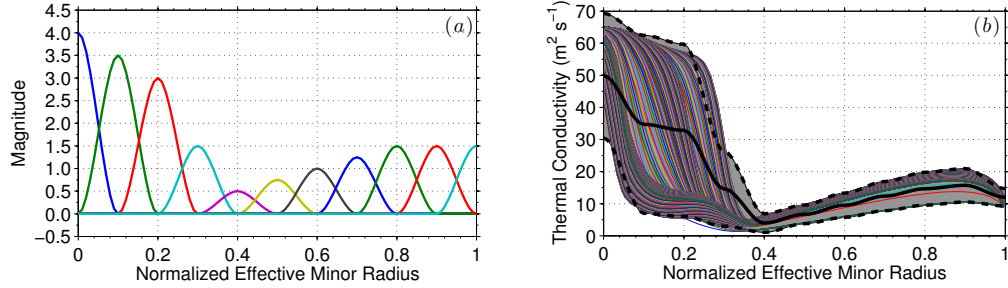 (a)
4.5
4.0
3.5
3.0
2.5
2.0
1.5
1.0
0.5
0.0
−0.5
Magnitude
0 0.2 0.4 0.6 0.8 1
Normalized Effective Minor Radius
(b)
70
60
50
40
30
20
10
0
Thermal Conductivity (m² s⁻¹)
0 0.2 0.4 0.6 0.8 1
Normalized Effective Minor Radius